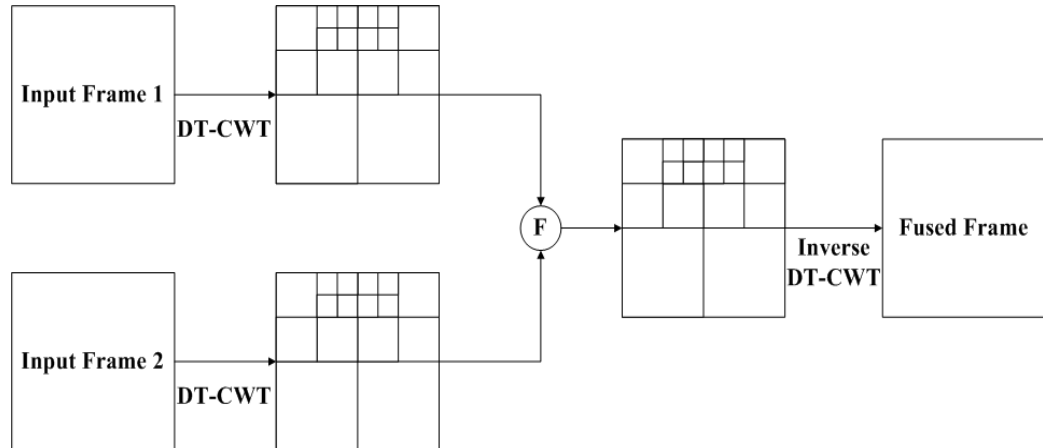 Input Frame 1
DT-CWT
F
Inverse
DT-CWT
Fused Frame
Input Frame 2
DT-CWT